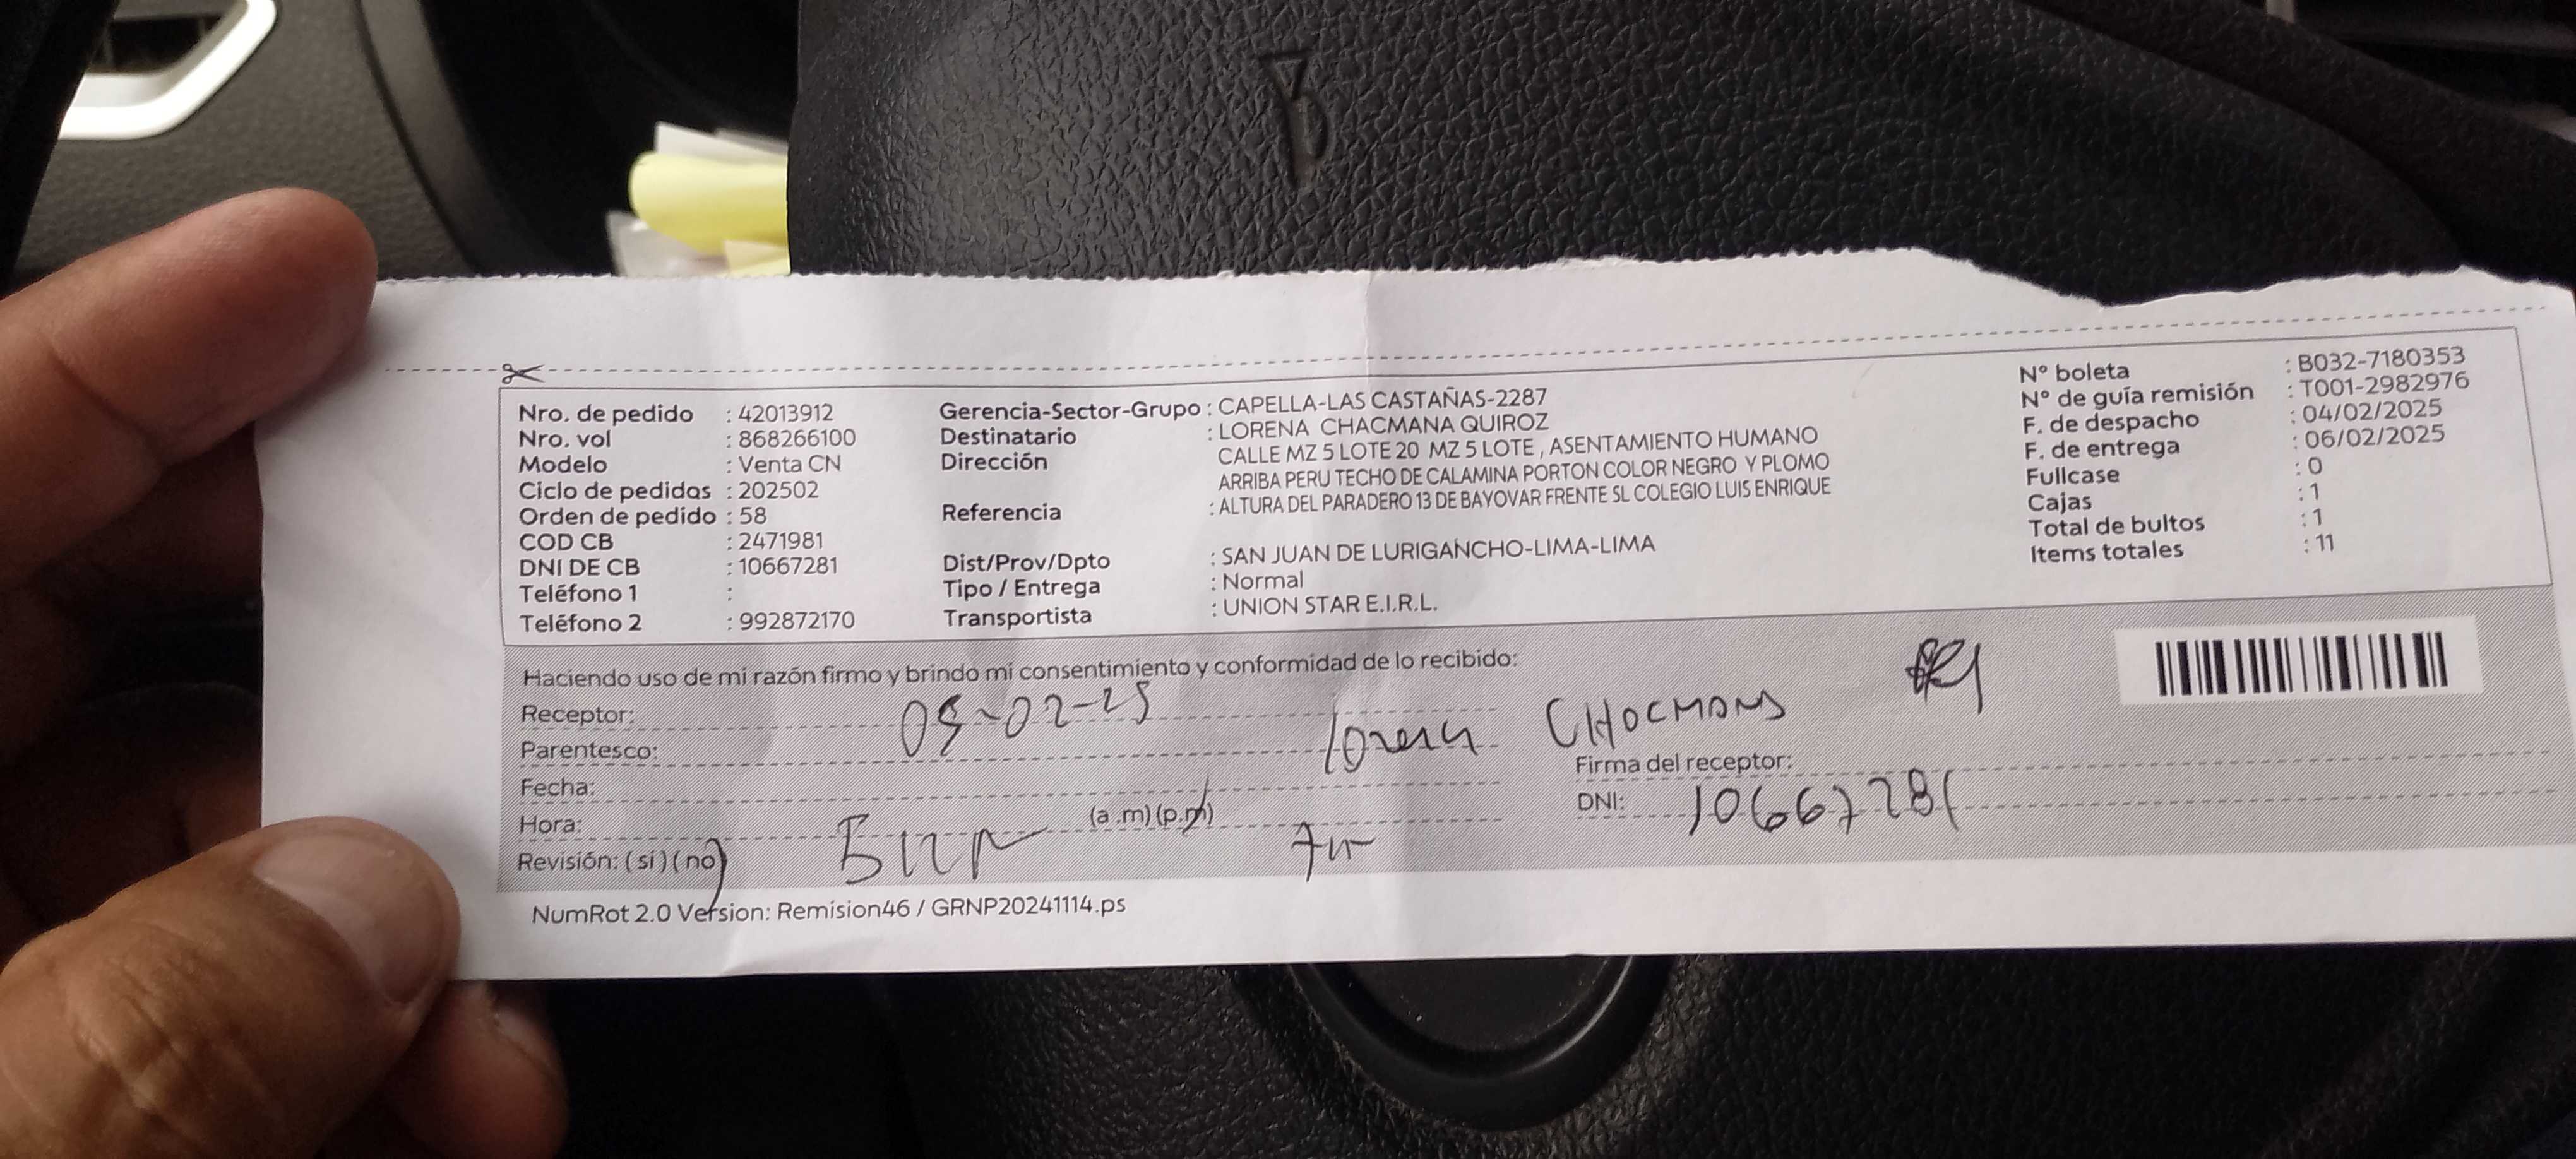 Nro. de pedido : 42013912
Nro. vol : 868266100
Modelo : Venta CN
Ciclo de pedidos : 202502
Orden de pedido : 58
COD CB : 2471981
DNI DE CB : 10667281
Teléfono 1 :
Teléfono 2 : 992872170
Gerencia-Sector-Grupo : CAPELLA-LAS CASTAÑAS-2287
Destinatario : LORENA CHACMANA QUIROZ
Dirección CALLE MZ 5 LOTE 20 MZ 5 LOTE , ASENTAMIENTO HUMANO
ARRIBA PERU TECHO DE CALAMINA PORTON COLOR NEGRO Y PLOMO
Referencia : ALTURA DEL PARADERO 13 DE BAYOVAR FRENTE SL COLEGIO LUIS ENRIQUE
Dist/Prov/Dpto : SAN JUAN DE LURIGANCHO-LIMA-LIMA
Tipo / Entrega : Normal
Transportista : UNION STAR E.I.R.L.
N° boleta : B032-7180353
N° de guía remisión : T001-2982976
F. de despacho : 04/02/2025
F. de entrega : 06/02/2025
Fullcase : 0
Cajas : 1
Total de bultos : 1
Items totales : 11
Haciendo uso de mi razón firmo y brindo mi consentimiento y conformidad de lo recibido:
Receptor: 05-02-25
Parentesco: Lorena CHACMANA
Fecha:
Hora: (a .m) (p.m)
Revisión: (si) (no)
Firma del receptor:
DNI: 10667281
NumRot 2.0 Version: Remision46 / GRNP20241114.ps